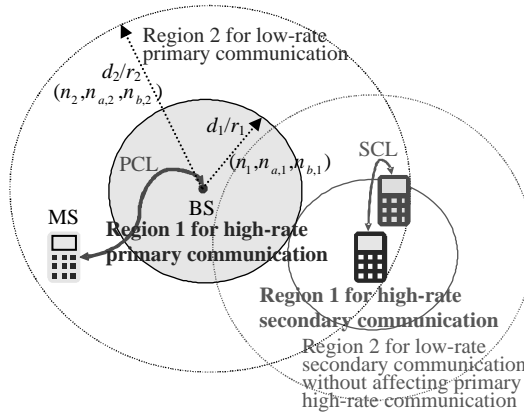 Region 2 for low-rate
primary communication
d2/r2
(n2,na,2,nb,2)
d1/r1
(n1,na,1,nb,1)
PCL
SCL
BS
MS
Region 1 for high-rate
primary communication
Region 1 for high-rate
secondary communication
Region 2 for low-rate
secondary communication
without affecting primary
high-rate communication